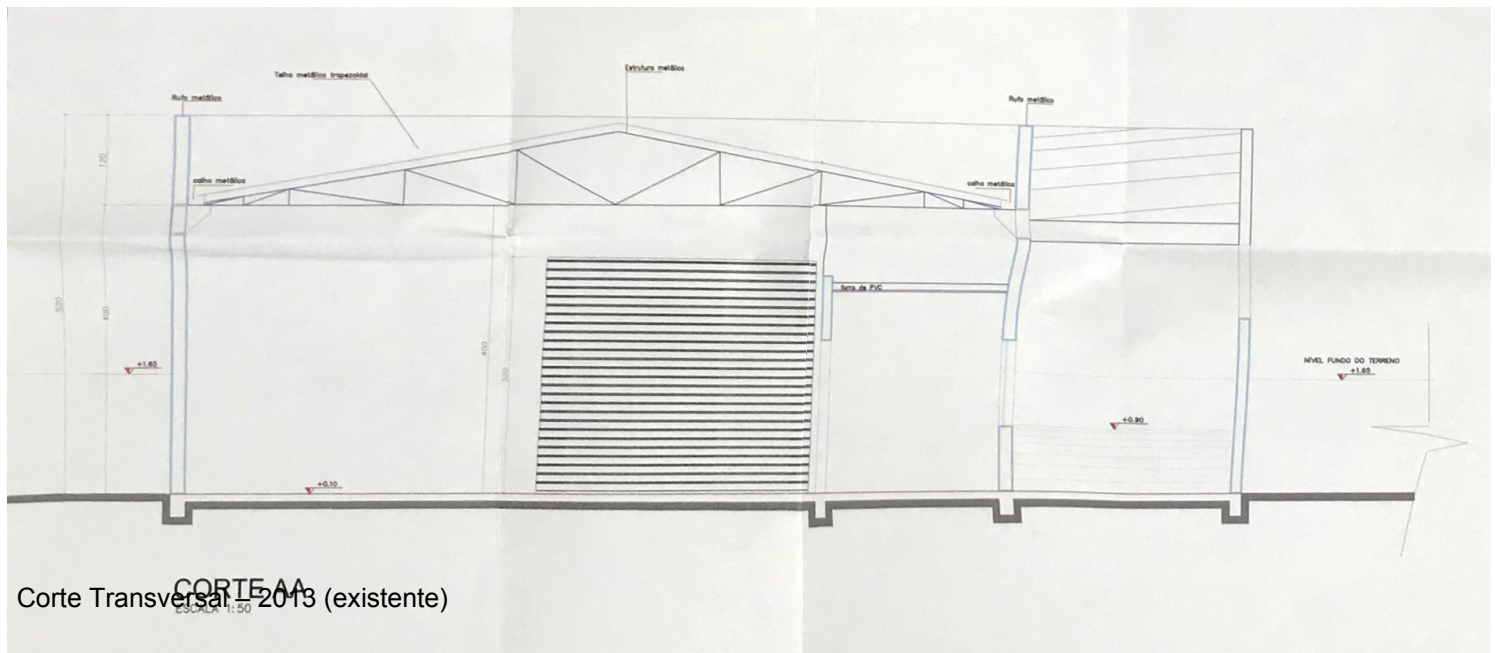 Estrutura metálica
Telha metálica trapezoidal
Rufo metálico
Rufo metálico
120
calha metálica
calha metálica
forro de PVC
520
400
400
320
+1.65
NÍVEL FUNDO DO TERRENO
+1.65
+0.90
+0.10
CORTE AA
Corte Transversal – 2013 (existente)
ESCALA 1:50